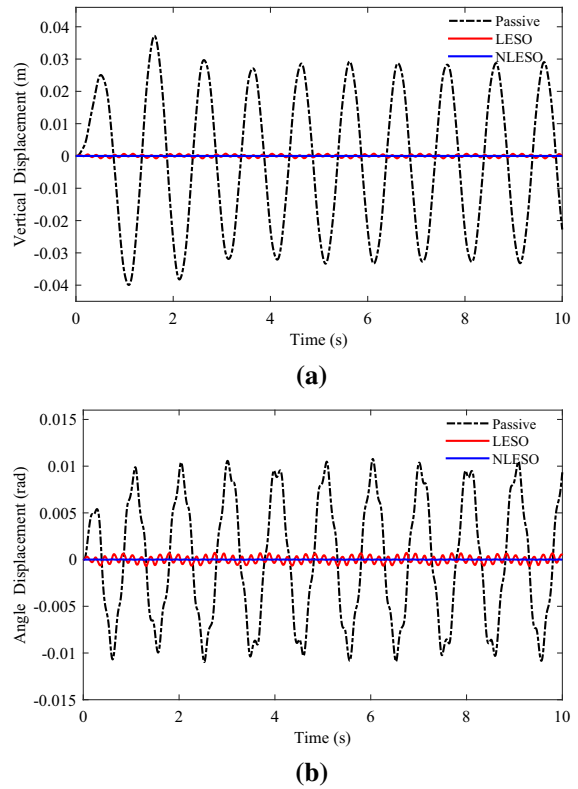 Passive
LESO
NLESO
0.04
0.03
0.02
0.01
0
-0.01
-0.02
-0.03
-0.04
Vertical Displacement (m)
0 2 4 6 8 10
Time (s)
(a)
Passive
LESO
NLESO
0.015
0.01
0.005
0
-0.005
-0.01
-0.015
Angle Displacement (rad)
0 2 4 6 8 10
Time (s)
(b)